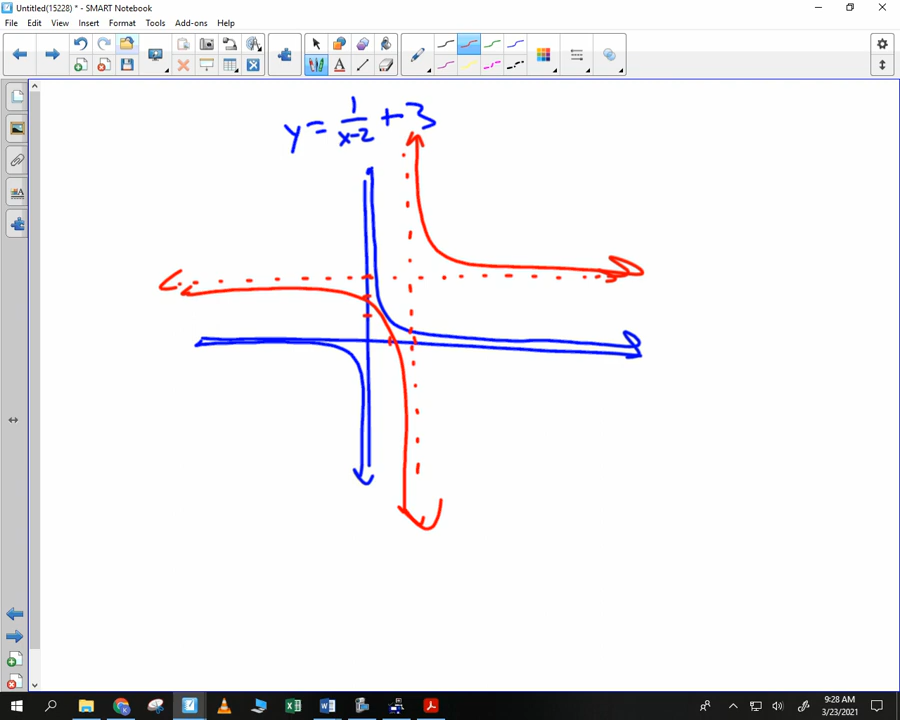 Untitled(15228) * - SMART Notebook
File Edit View Insert Format Tools Add-ons Help
y = 1/(x-2) + 3
9:28 AM
3/23/2021